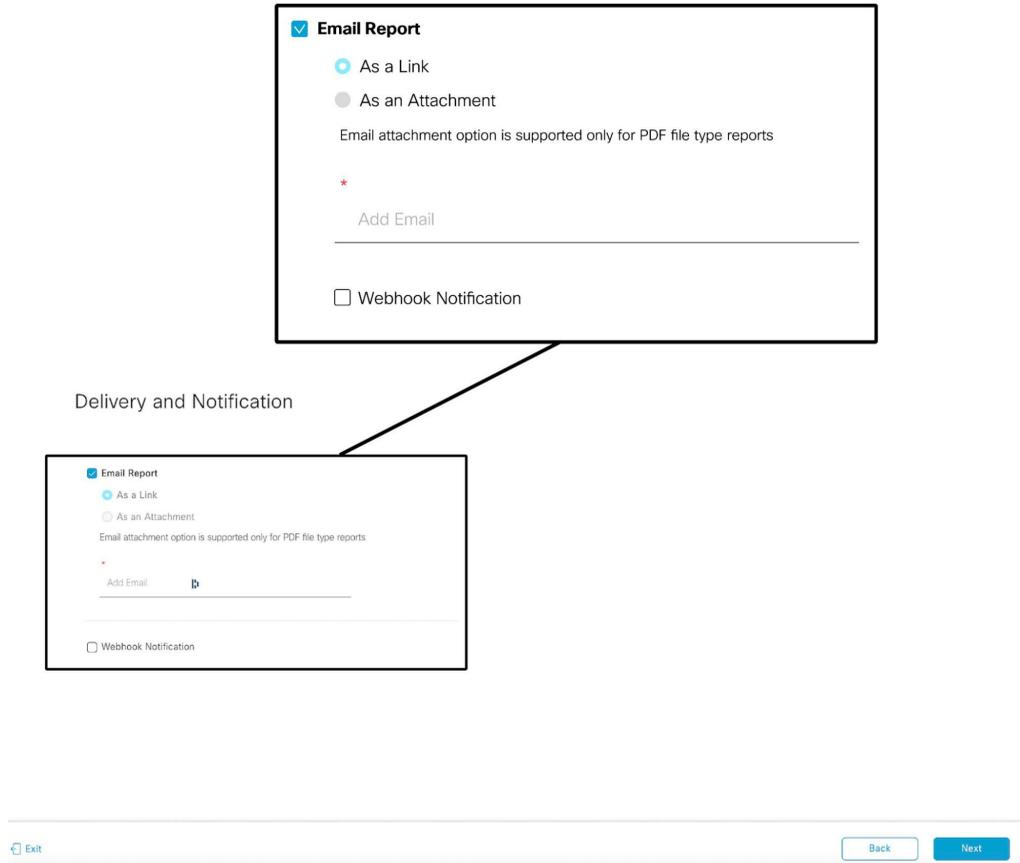 Email Report
As a Link
As an Attachment
Email attachment option is supported only for PDF file type reports
*
Add Email
Webhook Notification
Delivery and Notification
Email Report
As a Link
As an Attachment
Email attachment option is supported only for PDF file type reports
*
Add Email
Webhook Notification
Exit
Back
Next